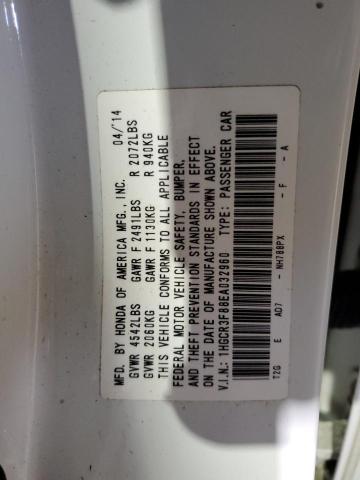 MFD. BY HONDA OF AMERICA MFG., INC. 04/'14
GVWR 4542LBS GAWR F 2491LBS R 2072LBS
GVWR 2060KG GAWR F 1130KG R 940KG
THIS VEHICLE CONFORMS TO ALL APPLICABLE
FEDERAL MOTOR VEHICLE SAFETY, BUMPER,
AND THEFT PREVENTION STANDARDS IN EFFECT
ON THE DATE OF MANUFACTURE SHOWN ABOVE.
V.I.N.: 1HGCR3F88EA032960 TYPE: PASSENGER CAR
T2G E AO7 - NH788PX - F - A